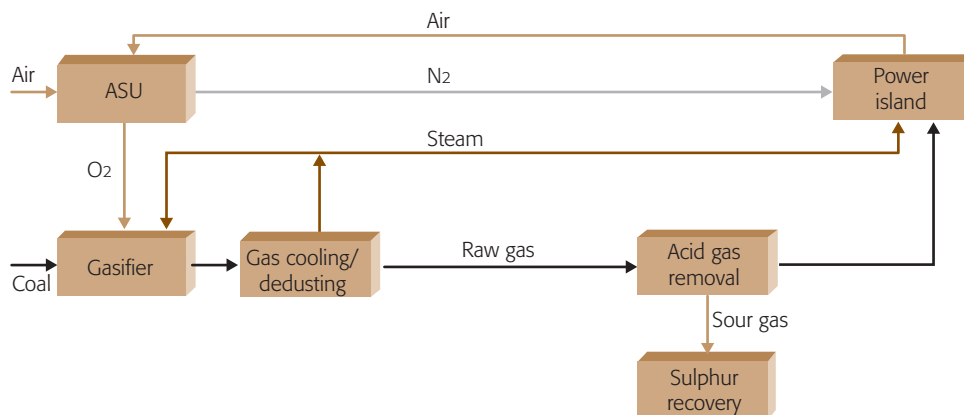 Air
Air
ASU
N2
Power
island
Steam
O2
Coal
Gasifier
Gas cooling/
dedusting
Raw gas
Acid gas
removal
Sour gas
Sulphur
recovery